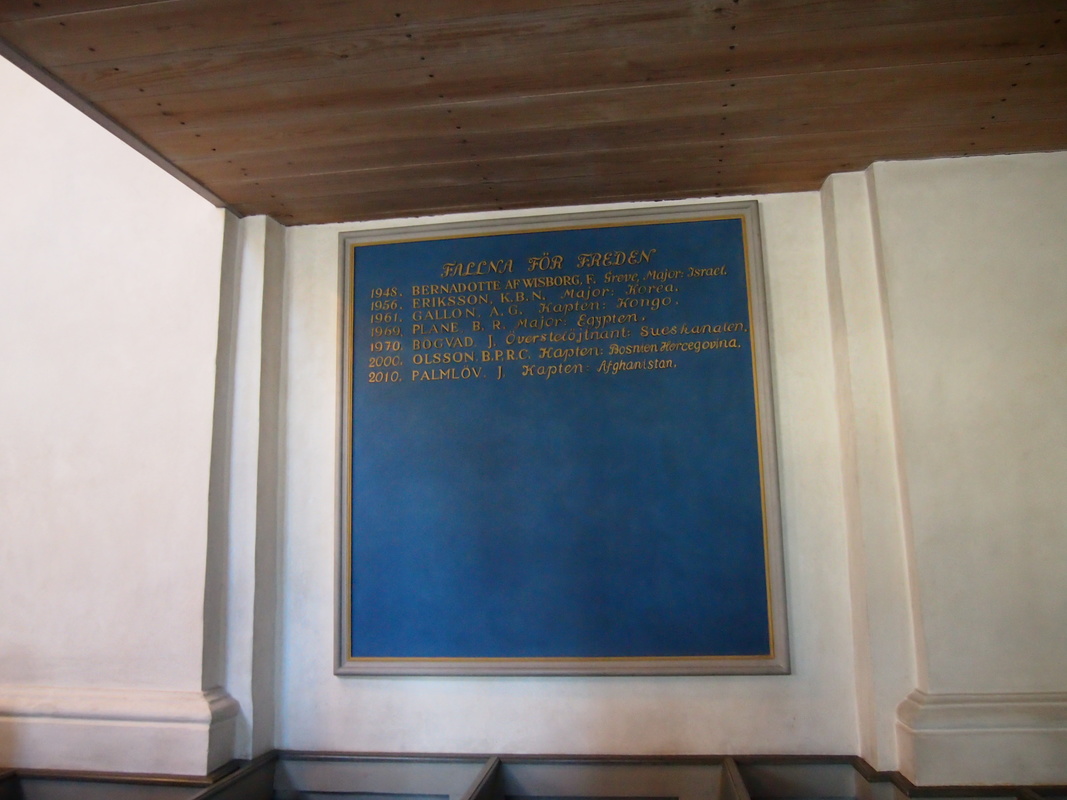 FALLNA FÖR FREDEN
1948. BERNADOTTE AF WISBORG, F. Greve, Major: Israel.
1956. ERIKSSON, K.B.N. Major: Korea.
1961. GALLON, A.G. Kapten: Kongo.
1969. PLANE, B.R. Major: Egypten.
1970. BOGVAD, J. Överstelöjtnant: Sueskanalen.
2000. OLSSON, B.P.R.C. Kapten: Bosnien Hercegovina.
2010. PALMLÖV. J. Kapten: Afghanistan.